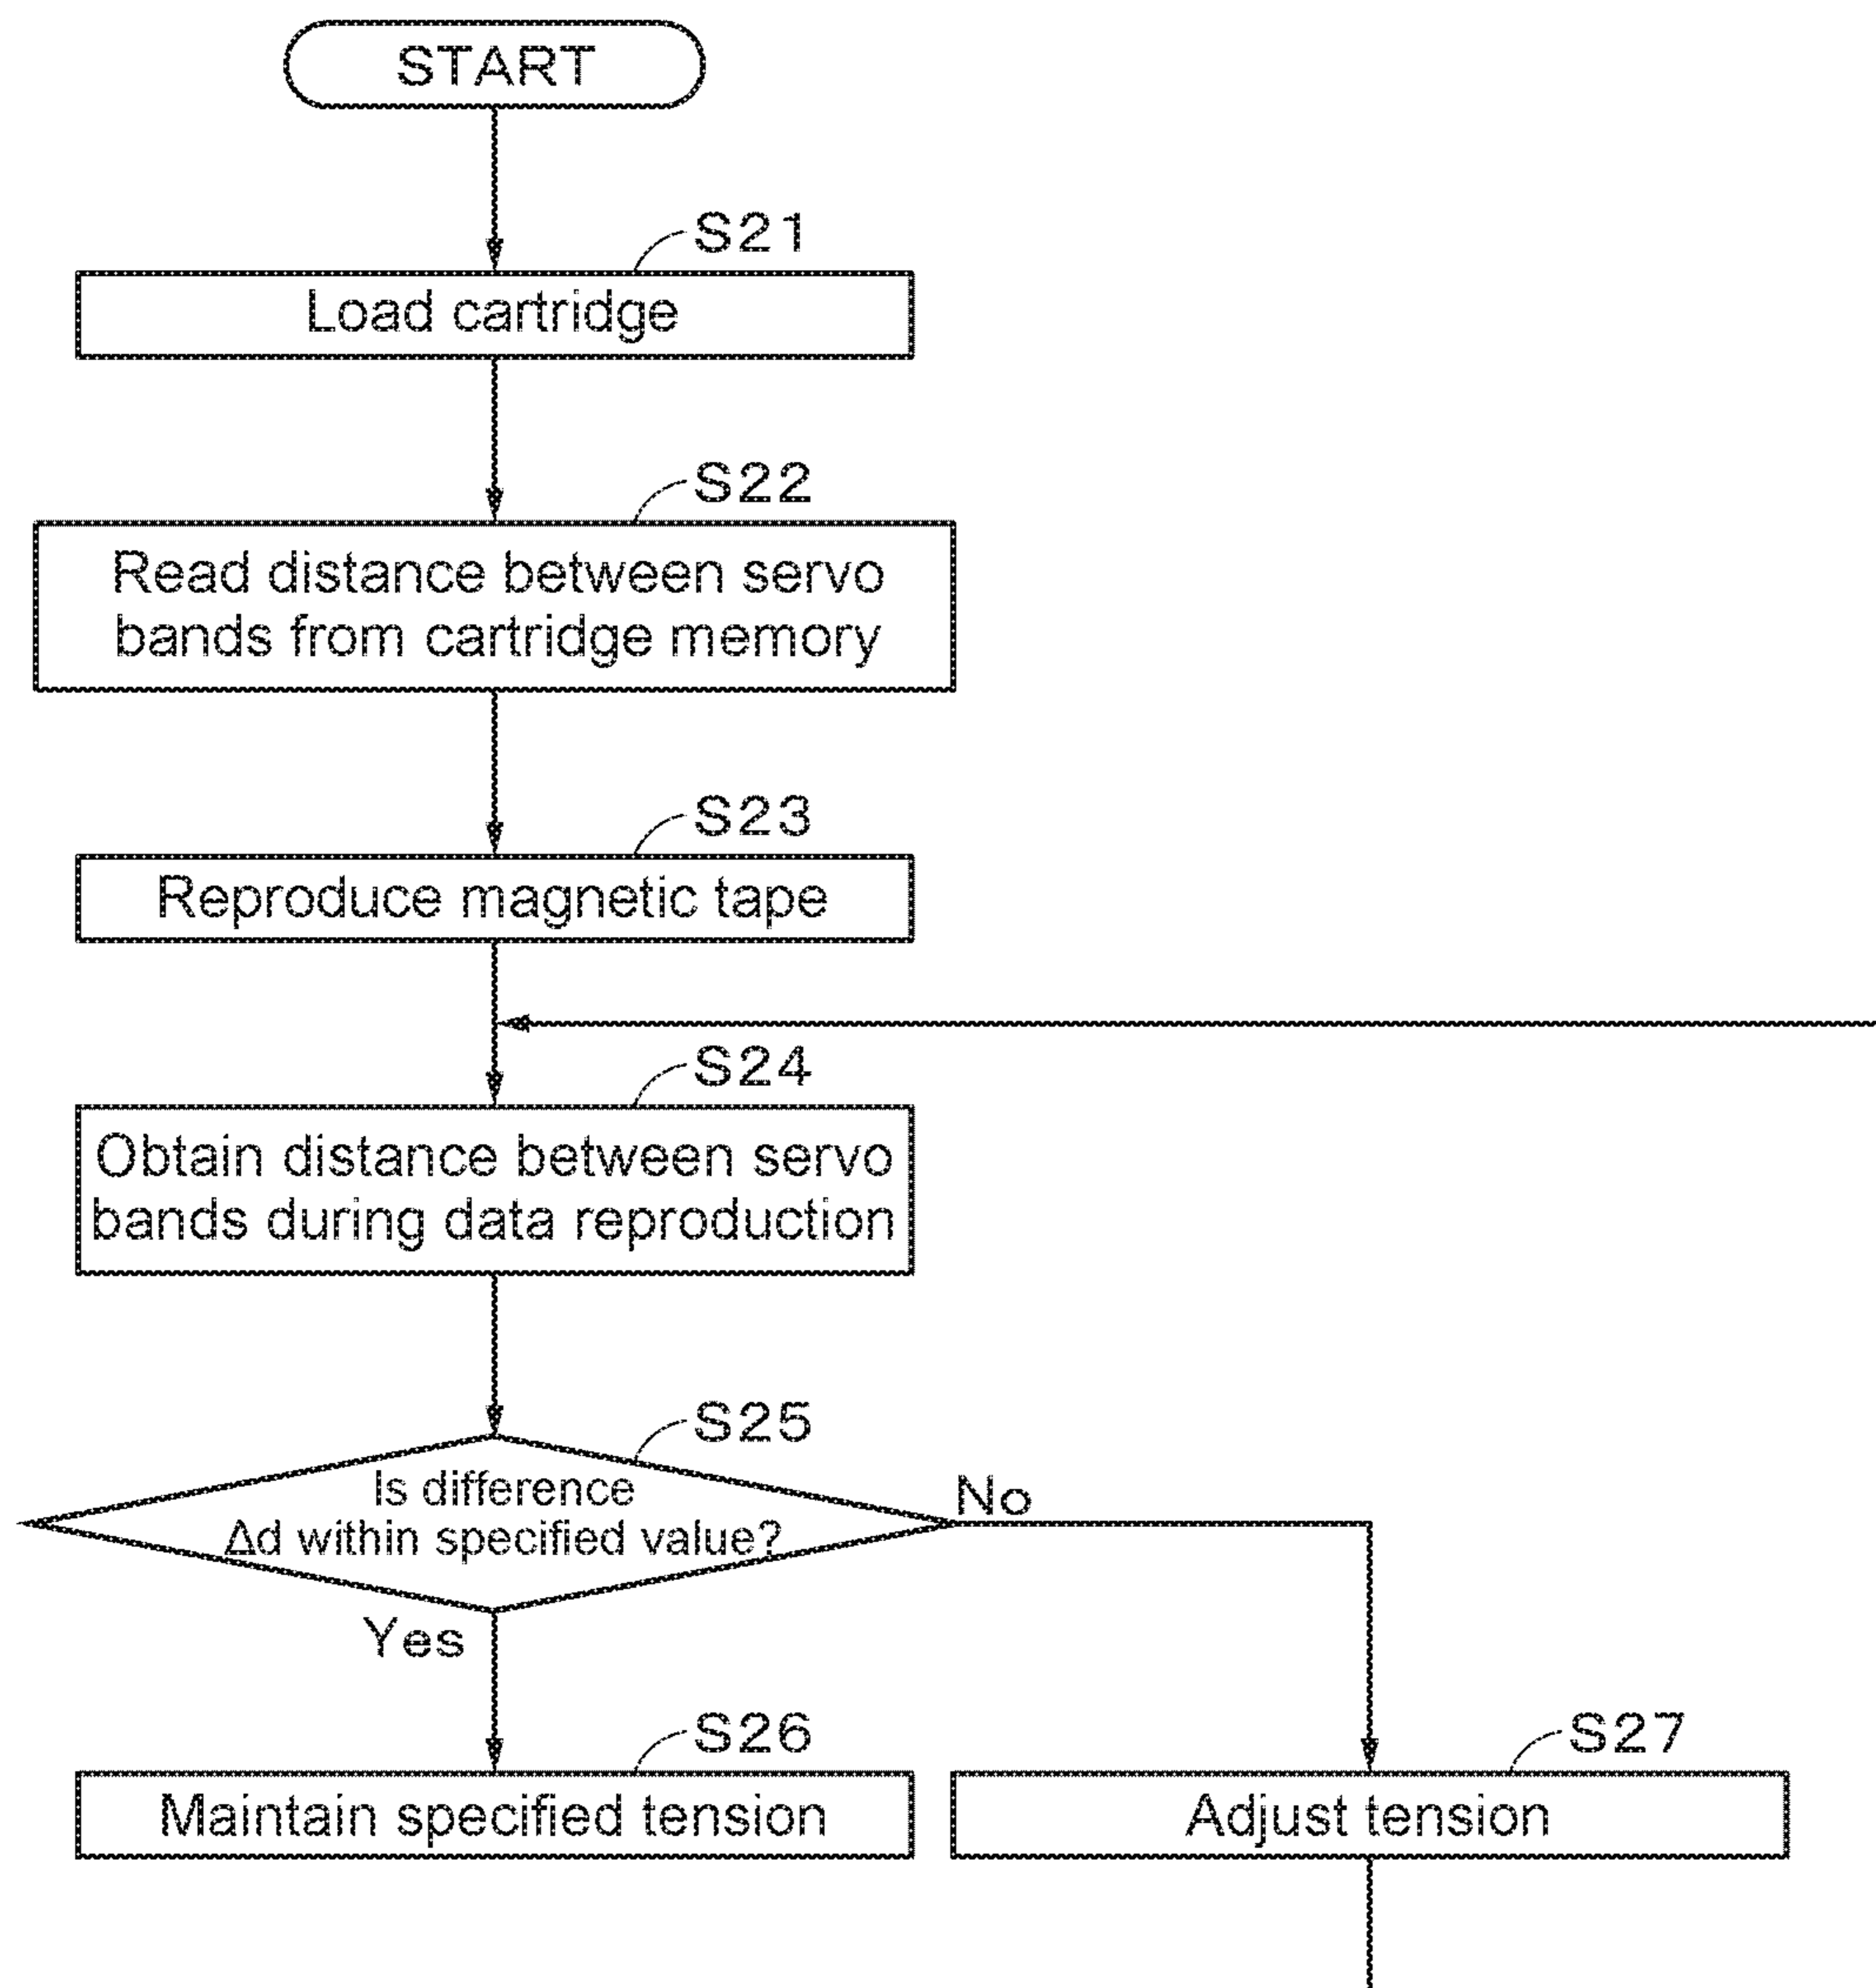 START
S21
Load cartridge
S22
Read distance between servo
bands from cartridge memory
S23
Reproduce magnetic tape
S24
Obtain distance between servo
bands during data reproduction
S25
Is difference
Δd within specified value?
No
Yes
S26
Maintain specified tension
S27
Adjust tension